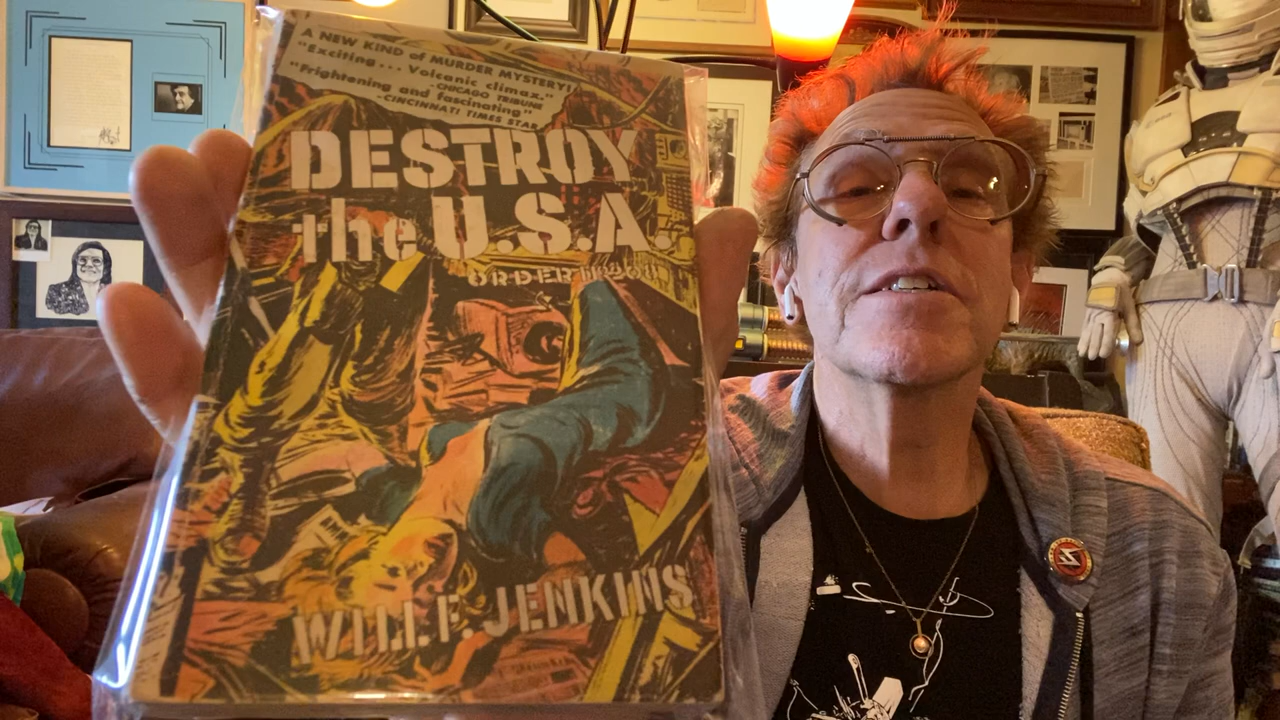 A NEW KIND of MURDER MYSTERY!
"Exciting... Volcanic climax."
-CHICAGO TRIBUNE
"Frightening and fascinating"
-CINCINNATI TIMES STAR
DESTROY
the U.S.A.
WILL F. JENKINS